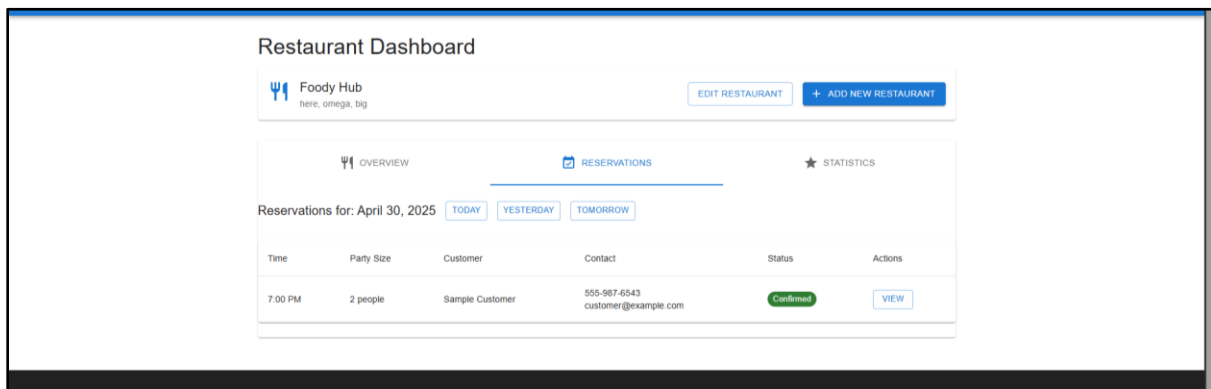 Restaurant Dashboard
Foody Hub
here, omega, big
EDIT RESTAURANT
+ ADD NEW RESTAURANT
OVERVIEW
RESERVATIONS
STATISTICS
Reservations for: April 30, 2025 TODAY YESTERDAY TOMORROW
Time Party Size Customer Contact Status Actions
7:00 PM 2 people Sample Customer 555-987-6543 Confirmed VIEW
customer@example.com